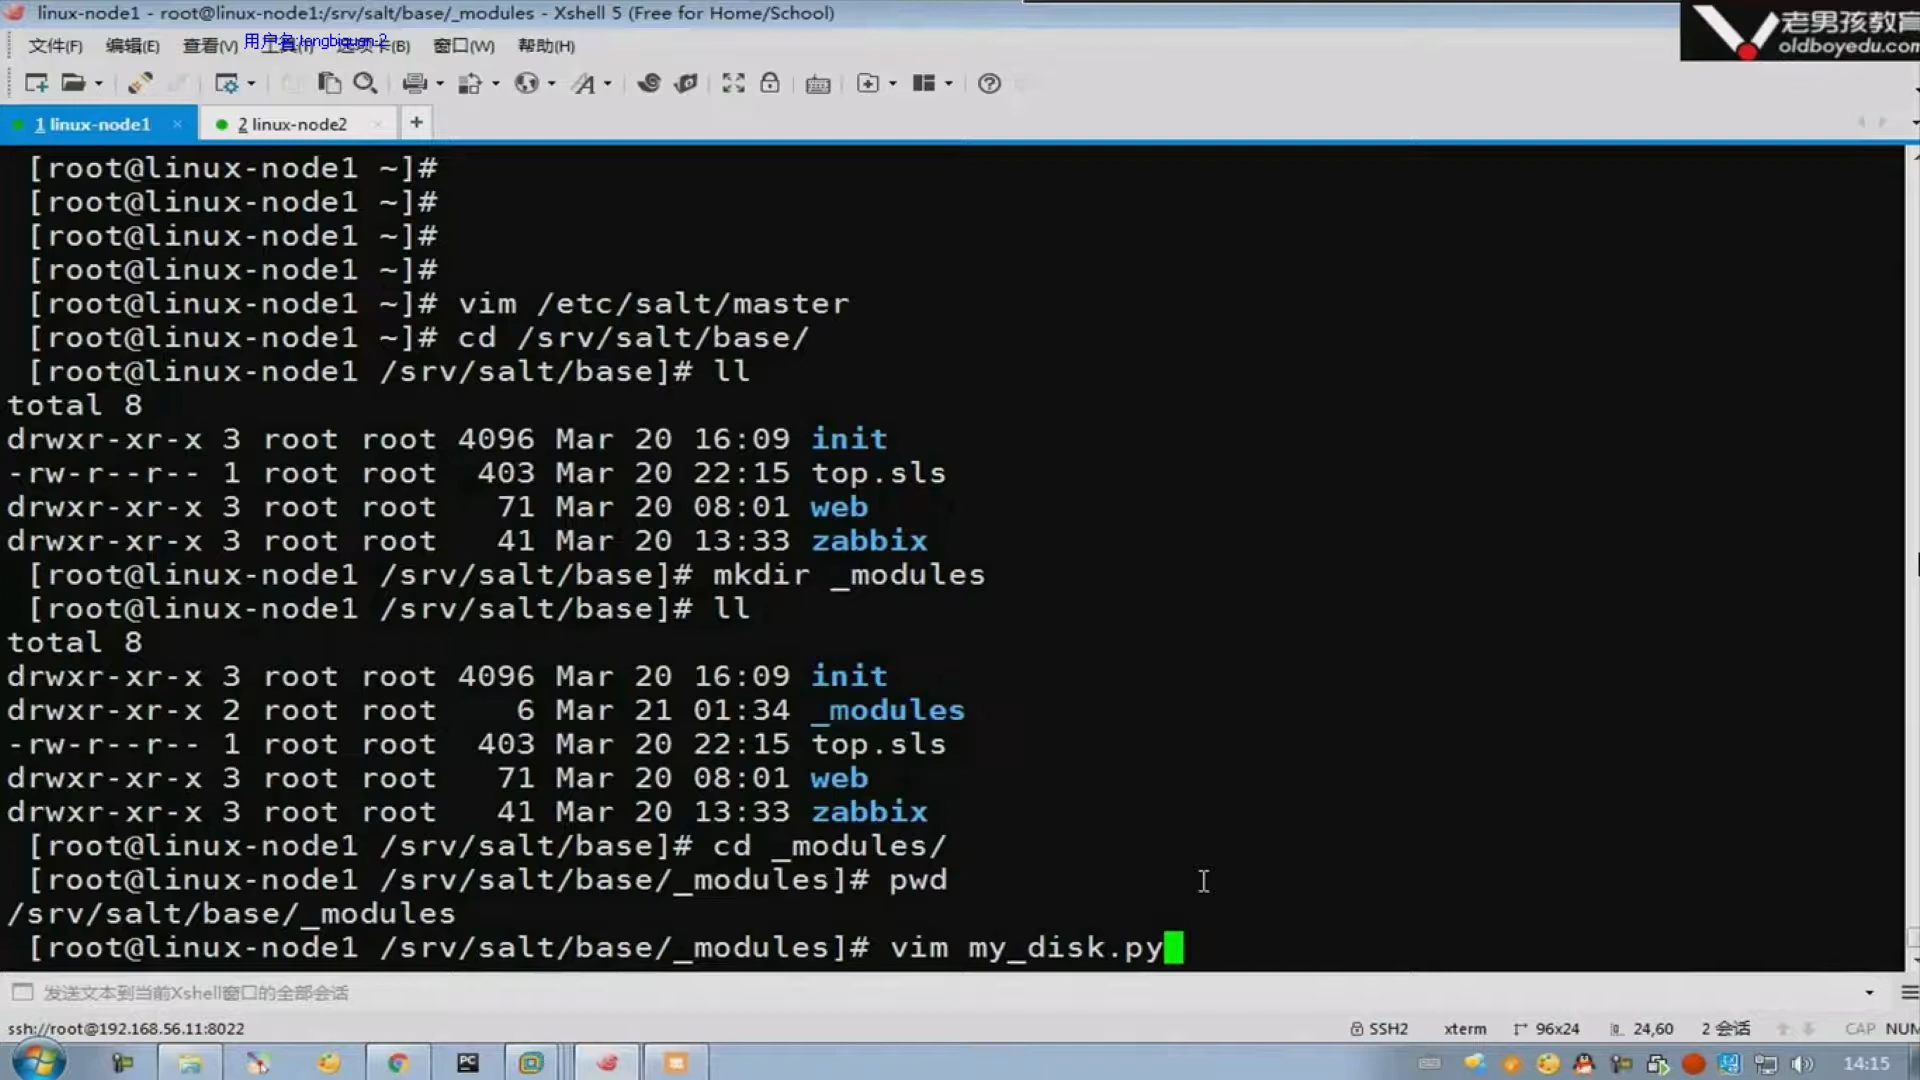 linux-node1 - root@linux-node1:/srv/salt/base/_modules - Xshell 5 (Free for Home/School)
老男孩教育
oldboyedu.com
文件(F) 编辑(E) 查看(V) 工具(T) 选项卡(B) 窗口(W) 帮助(H)
用户名
1 linux-node1 × 2 linux-node2 × +
[root@linux-node1 ~]#
[root@linux-node1 ~]#
[root@linux-node1 ~]#
[root@linux-node1 ~]#
[root@linux-node1 ~]# vim /etc/salt/master
[root@linux-node1 ~]# cd /srv/salt/base/
[root@linux-node1 /srv/salt/base]# ll
total 8
drwxr-xr-x 3 root root 4096 Mar 20 16:09 init
-rw-r--r-- 1 root root 403 Mar 20 22:15 top.sls
drwxr-xr-x 3 root root 71 Mar 20 08:01 web
drwxr-xr-x 3 root root 41 Mar 20 13:33 zabbix
[root@linux-node1 /srv/salt/base]# mkdir _modules
[root@linux-node1 /srv/salt/base]# ll
total 8
drwxr-xr-x 3 root root 4096 Mar 20 16:09 init
drwxr-xr-x 2 root root 6 Mar 21 01:34 _modules
-rw-r--r-- 1 root root 403 Mar 20 22:15 top.sls
drwxr-xr-x 3 root root 71 Mar 20 08:01 web
drwxr-xr-x 3 root root 41 Mar 20 13:33 zabbix
[root@linux-node1 /srv/salt/base]# cd _modules/
[root@linux-node1 /srv/salt/base/_modules]# pwd
/srv/salt/base/_modules
[root@linux-node1 /srv/salt/base/_modules]# vim my_disk.py
发送文本到当前Xshell窗口的全部会话
ssh://root@192.168.56.11:8022 SSH2 xterm 96x24 24,60 2 会话 CAP NUM
PC
14:15